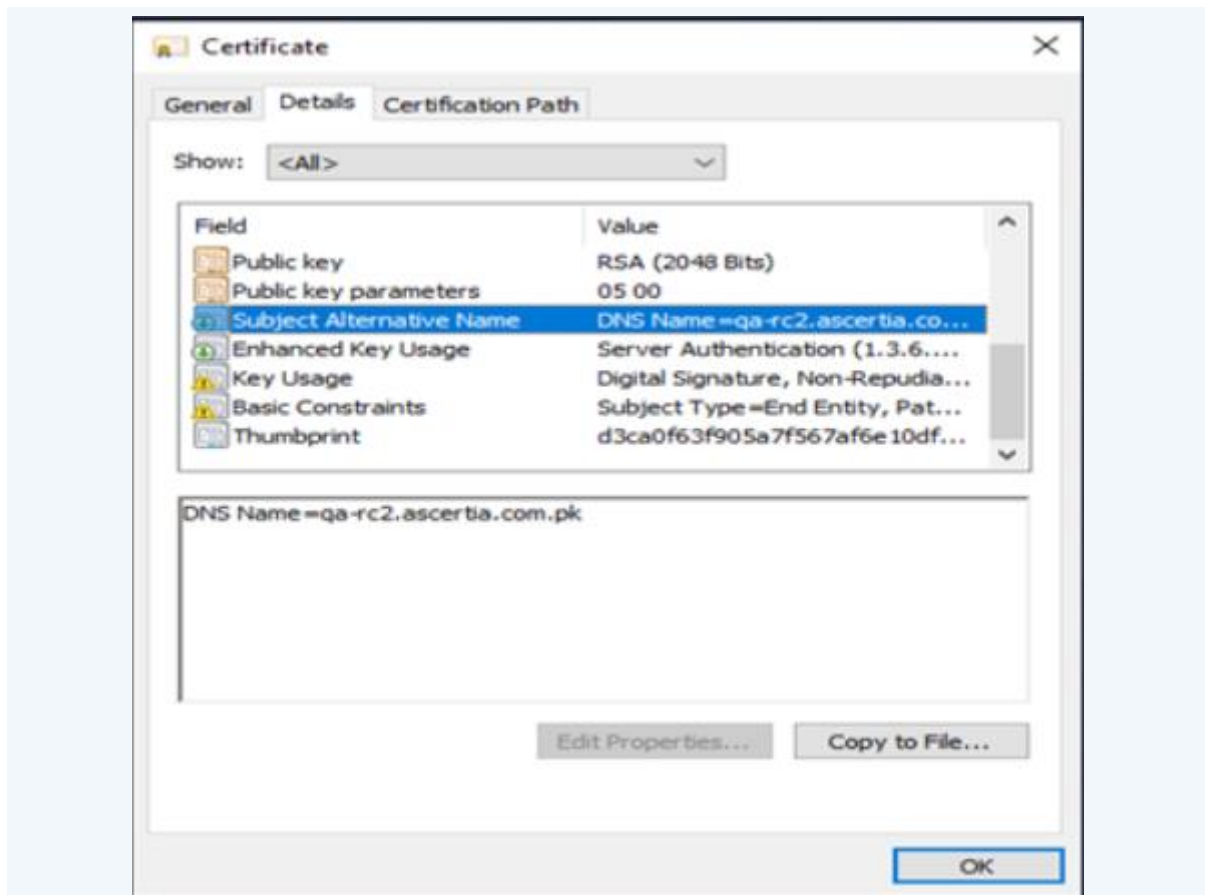 Certificate
General Details Certification Path
Show: <All>
Field Value
Public key RSA (2048 Bits)
Public key parameters 05 00
Subject Alternative Name DNS Name=qa-rc2.ascertia.co...
Enhanced Key Usage Server Authentication (1.3.6....
Key Usage Digital Signature, Non-Repudia...
Basic Constraints Subject Type=End Entity, Pat...
Thumbprint d3ca0f63f905a7f567af6e10df...
DNS Name=qa-rc2.ascertia.com.pk
Edit Properties... Copy to File...
OK